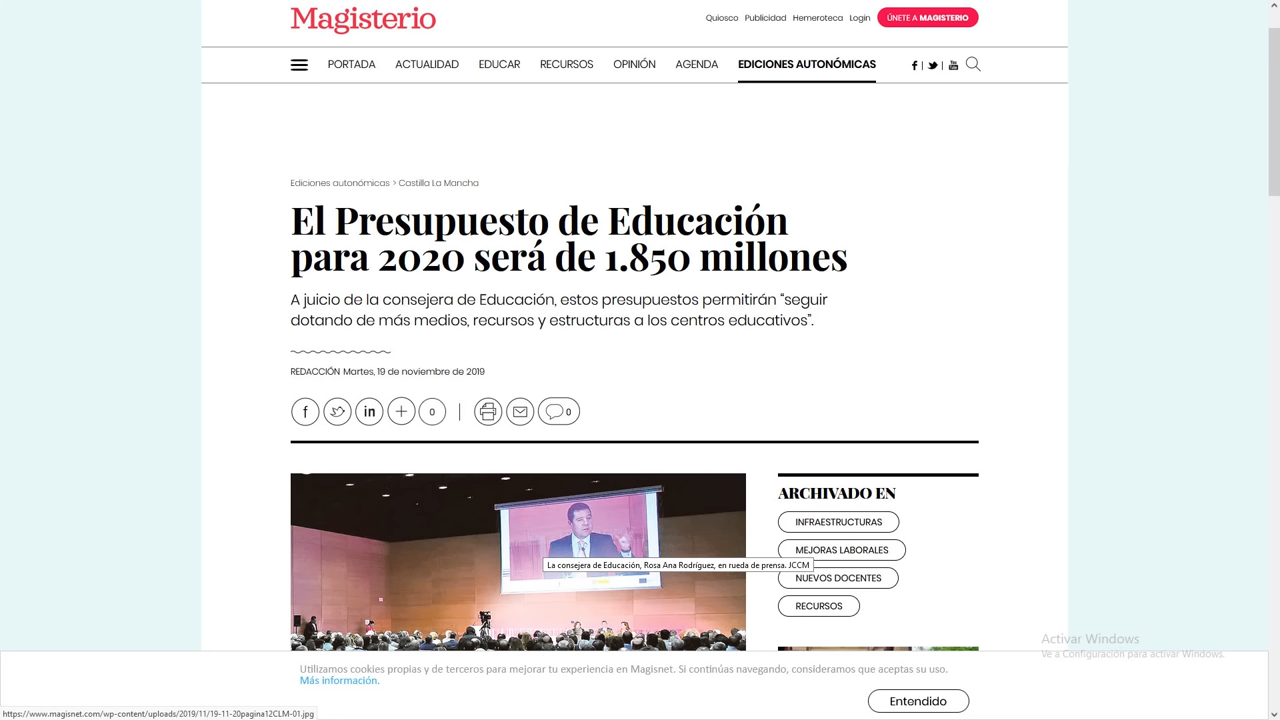 Magisterio
Quiosco Publicidad Hemeroteca Login ÚNETE A MAGISTERIO
PORTADA ACTUALIDAD EDUCAR RECURSOS OPINIÓN AGENDA EDICIONES AUTONÓMICAS f | | You Tube
Ediciones autonómicas > Castilla La Mancha
El Presupuesto de Educación
para 2020 será de 1.850 millones
A juicio de la consejera de Educación, estos presupuestos permitirán “seguir
dotando de más medios, recursos y estructuras a los centros educativos”.
REDACCIÓN Martes, 19 de noviembre de 2019
f in + 0 | 0
ARCHIVADO EN
INFRAESTRUCTURAS
MEJORAS LABORALES
La consejera de Educación, Rosa Ana Rodríguez, en rueda de prensa. JCCM
NUEVOS DOCENTES
RECURSOS
Activar Windows
Ve a Configuración para activar Windows.
Utilizamos cookies propias y de terceros para mejorar tu experiencia en Magisnet. Si continúas navegando, consideramos que aceptas su uso.
Más información.
Entendido
https://www.magisnet.com/wp-content/uploads/2019/11/19-11-20pagina12CLM-01.jpg